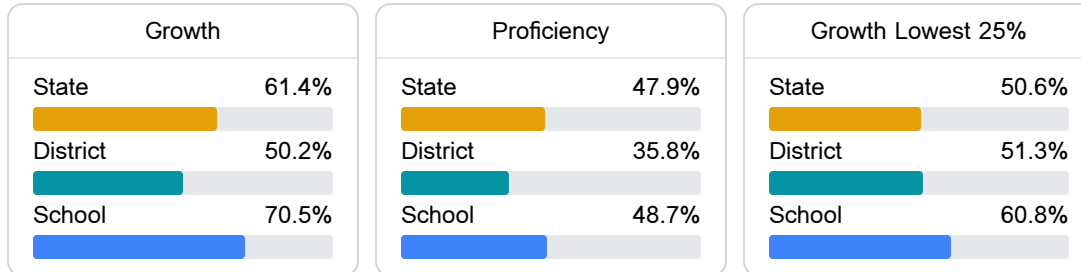 Growth
State 61.4%
District 50.2%
School 70.5%
Proficiency
State 47.9%
District 35.8%
School 48.7%
Growth Lowest 25%
State 50.6%
District 51.3%
School 60.8%